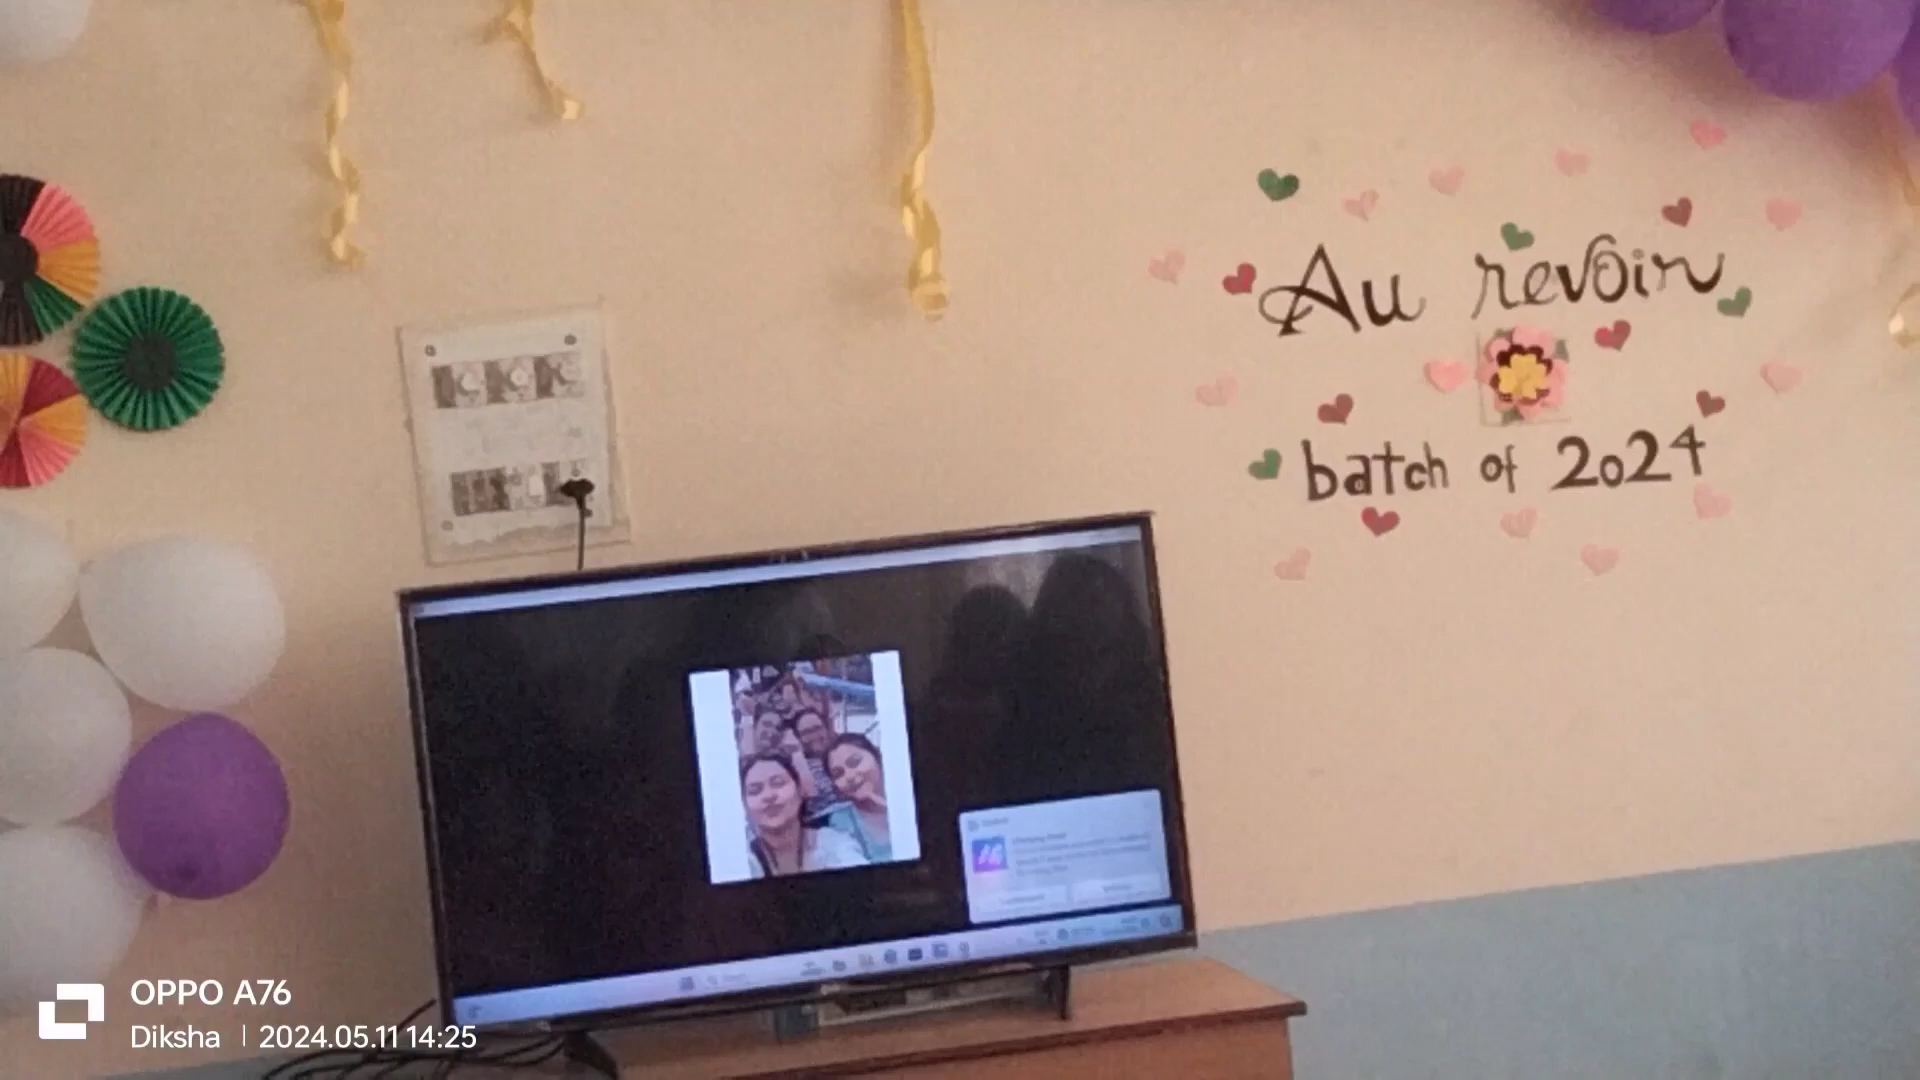 Au revoir
batch of 2024
OPPO A76
Diksha | 2024.05.11 14:25